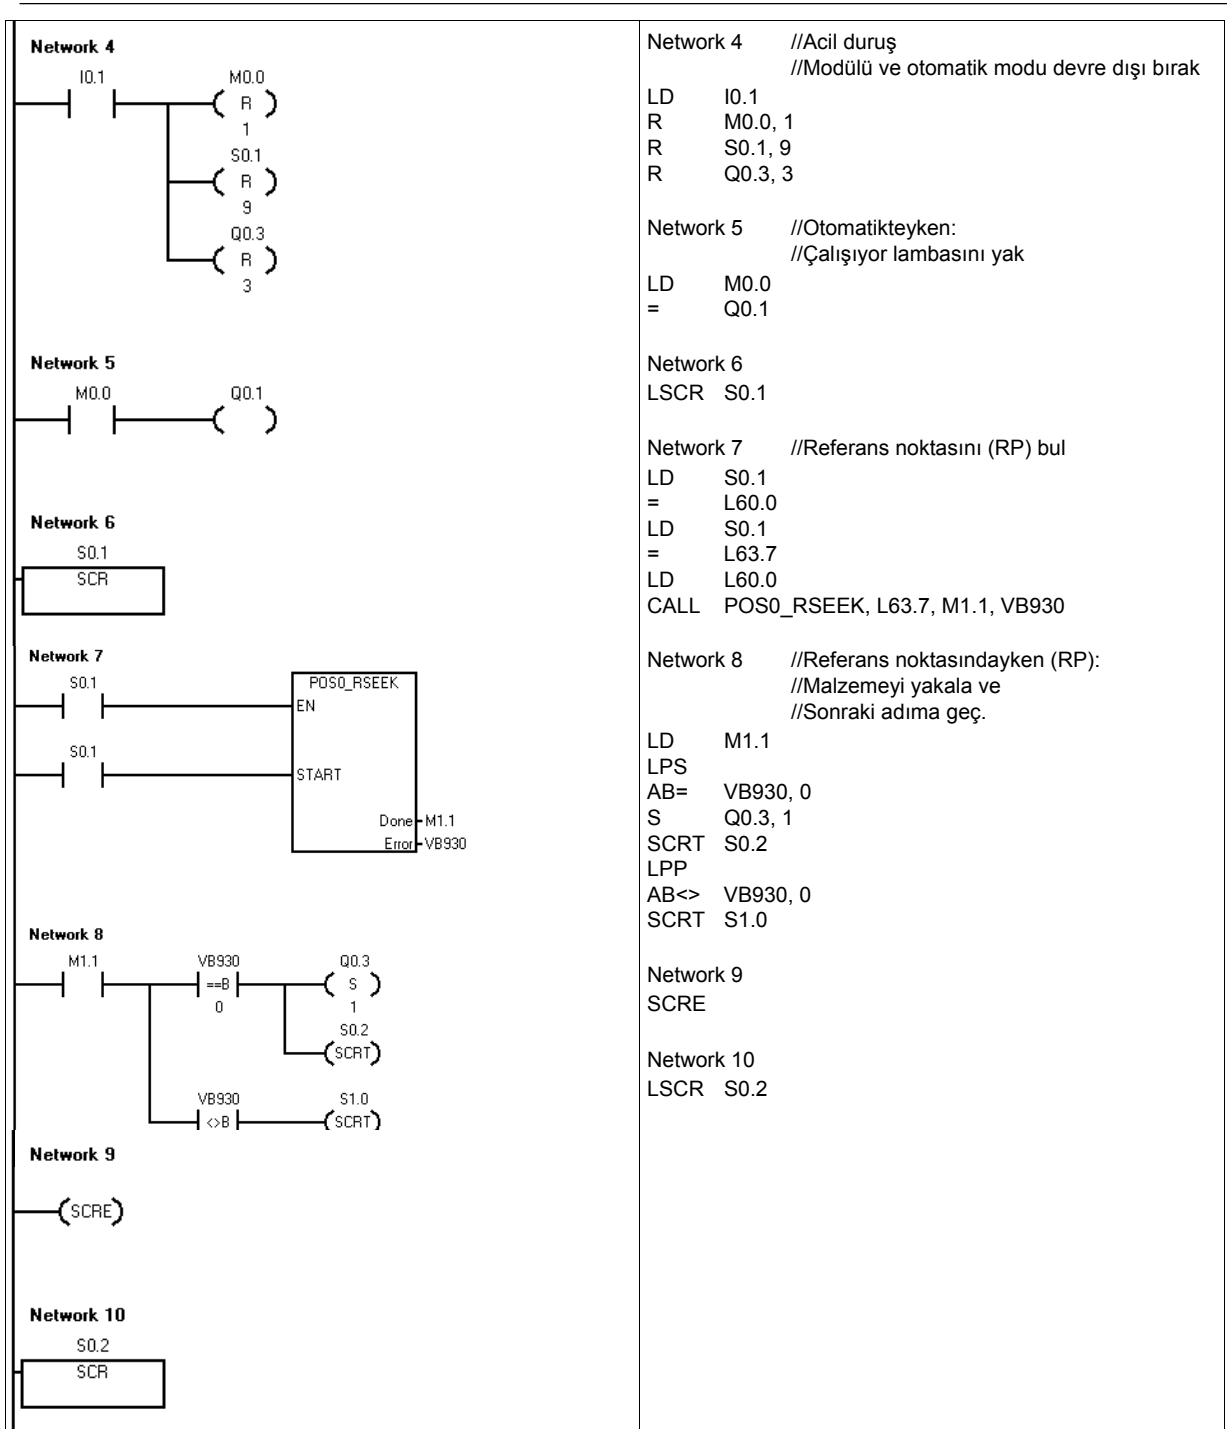 Network 4
I0.1
M0.0
R
1
S0.1
R
9
Q0.3
R
3
Network 5
M0.0
Q0.1
Network 6
S0.1
SCR
Network 7
S0.1
POS0_RSEEK
EN
S0.1
START
Done
M1.1
Error
VB930
Network 8
M1.1
VB930
==B
0
Q0.3
S
1
S0.2
SCRT
VB930
<>B
S1.0
SCRT
Network 9
SCRE
Network 10
S0.2
SCR
Network 4 //Acil duruş
//Modülü ve otomatik modu devre dışı bırak
LD I0.1
R M0.0, 1
R S0.1, 9
R Q0.3, 3
Network 5 //Otomatikteyken:
//Çalışıyor lambasını yak
LD M0.0
= Q0.1
Network 6
LSCR S0.1
Network 7 //Referans noktasını (RP) bul
LD S0.1
= L60.0
LD S0.1
= L63.7
LD L60.0
CALL POS0_RSEEK, L63.7, M1.1, VB930
Network 8 //Referans noktasındayken (RP):
//Malzemeyi yakala ve
//Sonraki adıma geç.
LD M1.1
LPS
AB= VB930, 0
S Q0.3, 1
SCRT S0.2
LPP
AB<> VB930, 0
SCRT S1.0
Network 9
SCRE
Network 10
LSCR S0.2